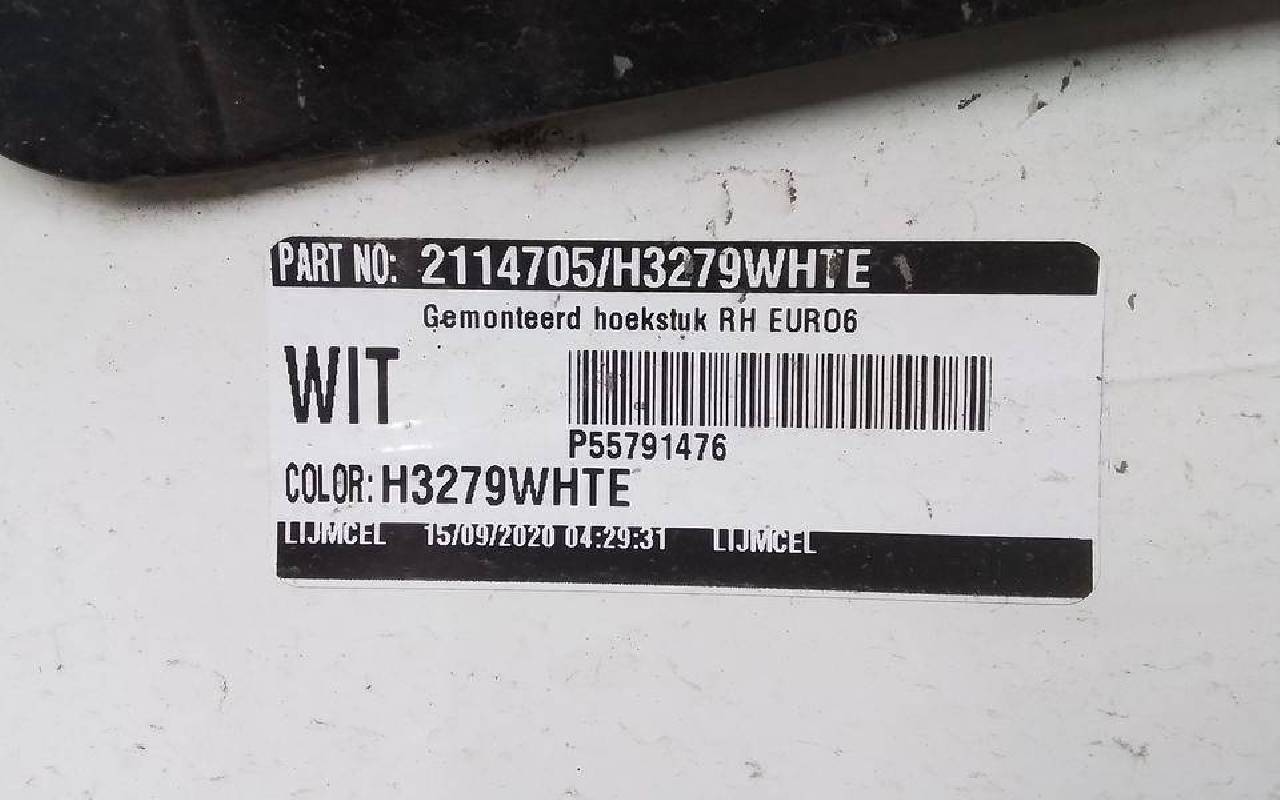 PART NO: 2114705/H3279WHTE
Gemonteerd hoekstuk RH EURO6
WIT
P55791476
COLOR: H3279WHTE
LIJMCEL 15/09/2020 04:29:31 LIJMCEL